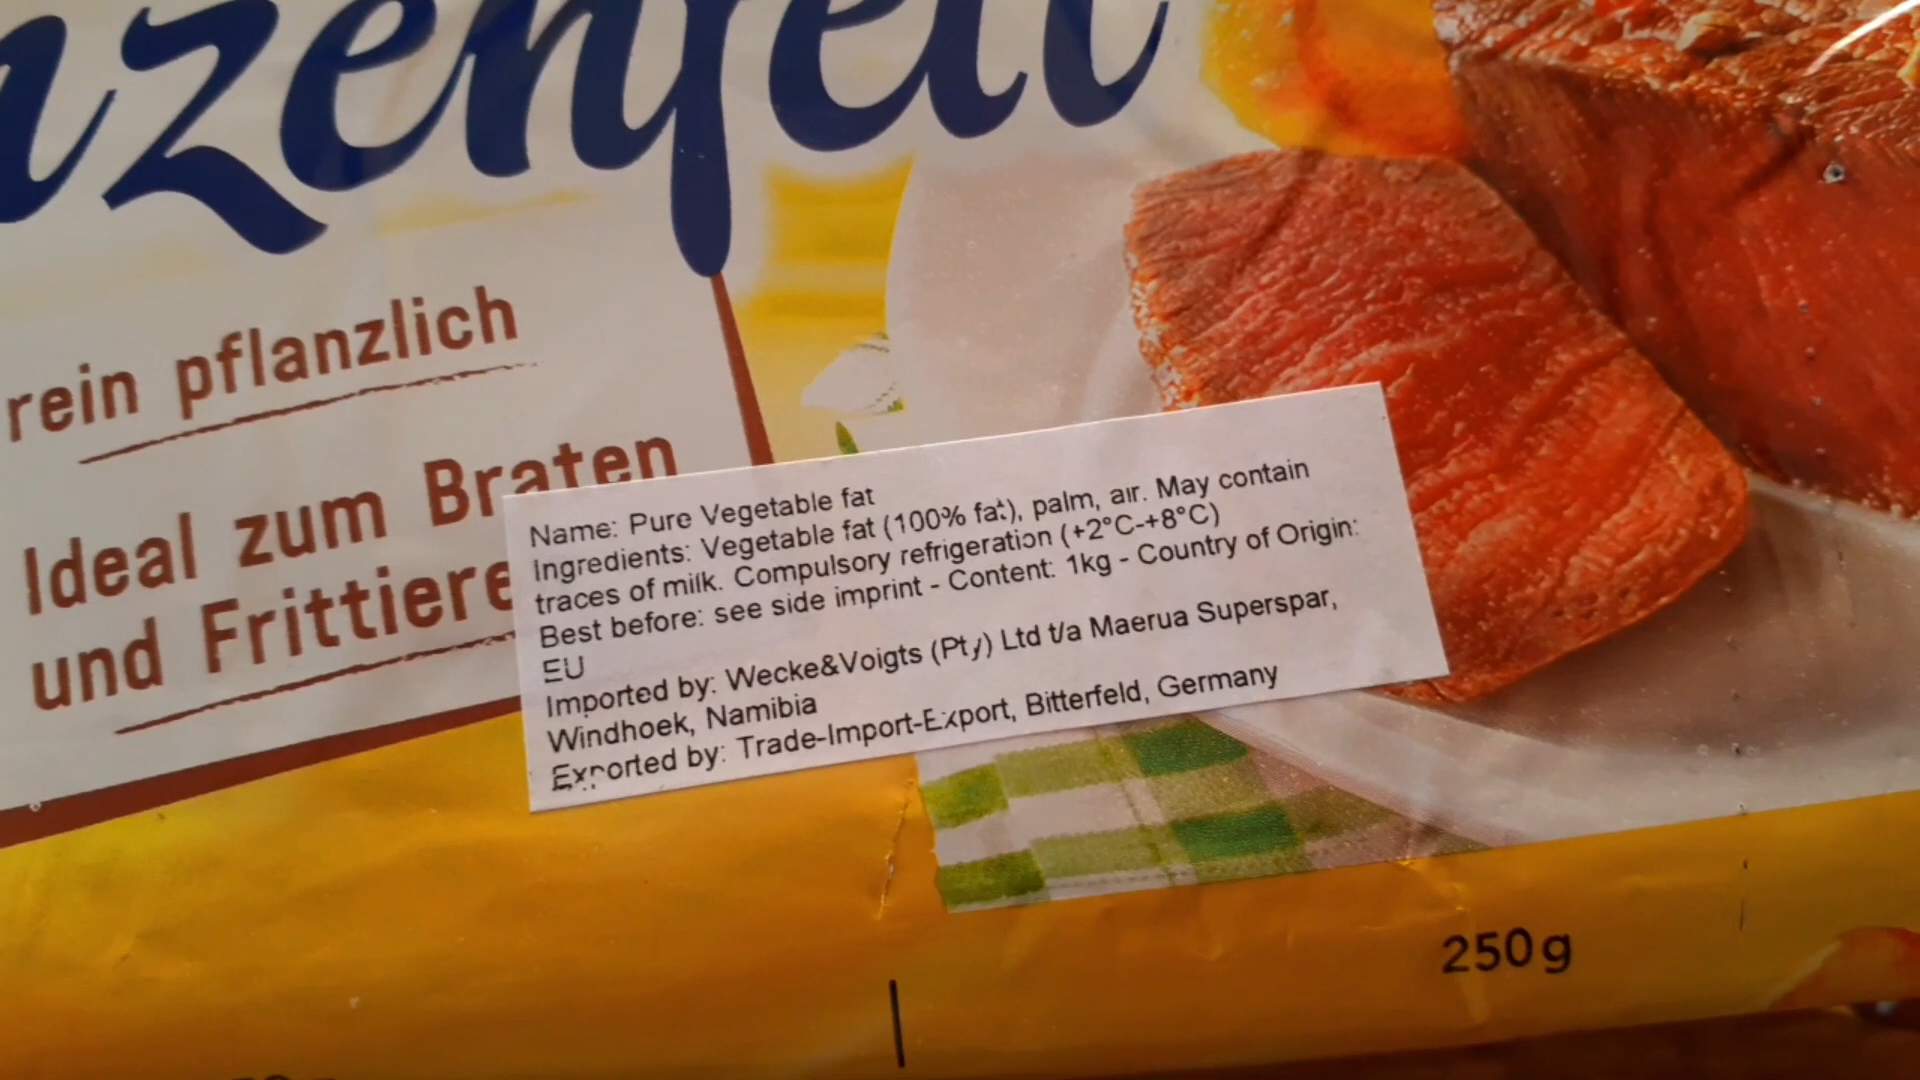 rein pflanzlich
Ideal zum Braten
und Frittiere
Name: Pure Vegetable fat
Ingredients: Vegetable fat (100% fat), palm, air. May contain
traces of milk. Compulsory refrigeration (+2°C-+8°C)
Best before: see side imprint - Content: 1kg - Country of Origin:
EU
Imported by: Wecke&Voigts (Pty) Ltd t/a Maerua Superspar,
Windhoek, Namibia
Exported by: Trade-Import-Export, Bitterfeld, Germany
250g